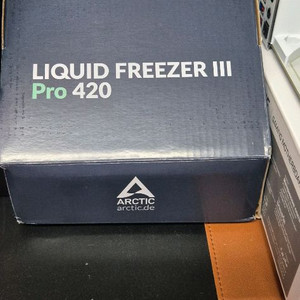 LIQUID FREEZER III
Pro 420
ARCTIC
arctic.de